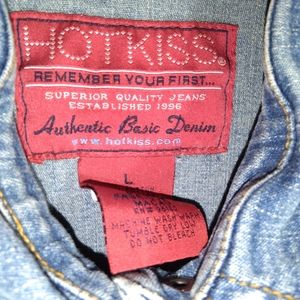 HOTKISS®
REMEMBER YOUR FIRST...
SUPERIOR QUALITY JEANS
ESTABLISHED 1996
Authentic Basic Denim
www.hotkiss.com
L
MACAU
MACHINE WASH WARM
TUMBLE DRY LOW
DO NOT BLEACH